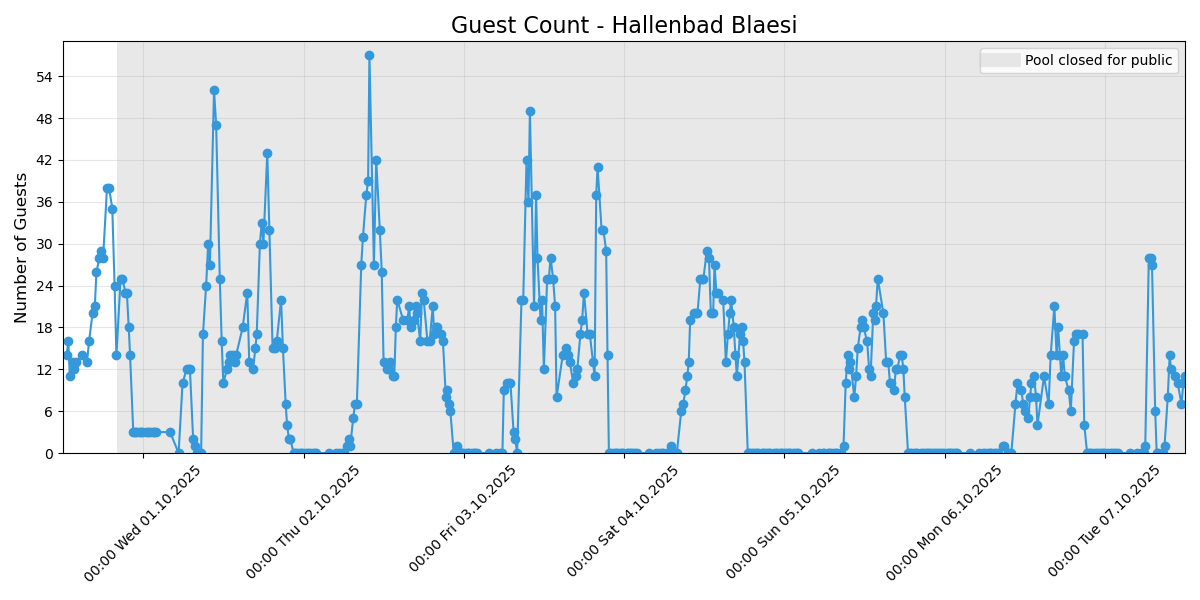 Guest Count - Hallenbad Blaesi
Pool closed for public
Number of Guests
54
48
42
36
30
24
18
12
6
0
00:00 Wed 01.10.2025
00:00 Thu 02.10.2025
00:00 Fri 03.10.2025
00:00 Sat 04.10.2025
00:00 Sun 05.10.2025
00:00 Mon 06.10.2025
00:00 Tue 07.10.2025